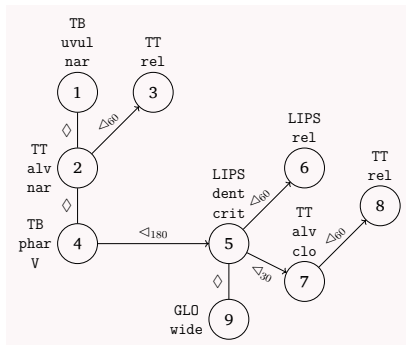 TB
uvul
nar
1
TT
rel
3
◁60
◊
TT
alv
nar
2
◊
TB
phar
V
4
◁180
LIPS
dent
crit
5
◁60
LIPS
rel
6
◁30
TT
alv
clo
7
◁60
TT
rel
8
◊
GLO
wide
9